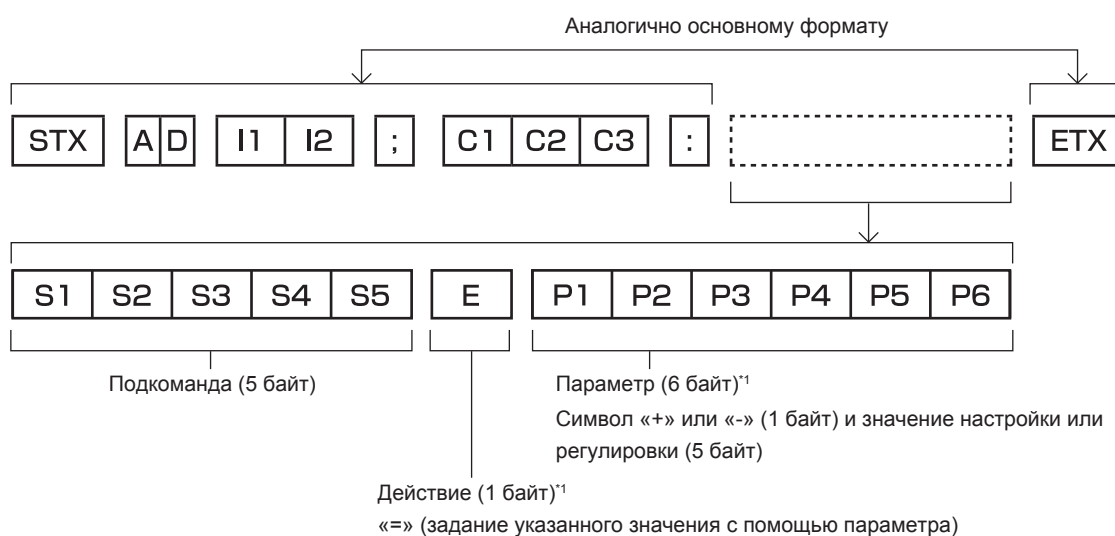 Аналогично основному формату
STX A D I1 I2 ; C1 C2 C3 : ETX
S1 S2 S3 S4 S5 E P1 P2 P3 P4 P5 P6
Подкоманда (5 байт)
Параметр (6 байт)*1
Символ «+» или «-» (1 байт) и значение настройки или
регулировки (5 байт)
Действие (1 байт)*1
«=» (задание указанного значения с помощью параметра)